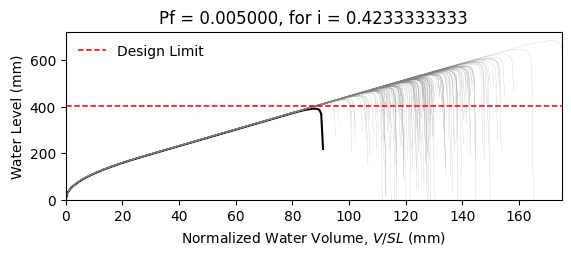 Pf = 0.005000, for i = 0.4233333333
Design Limit
Water Level (mm)
600
400
200
0
0 20 40 60 80 100 120 140 160
Normalized Water Volume, V/SL (mm)